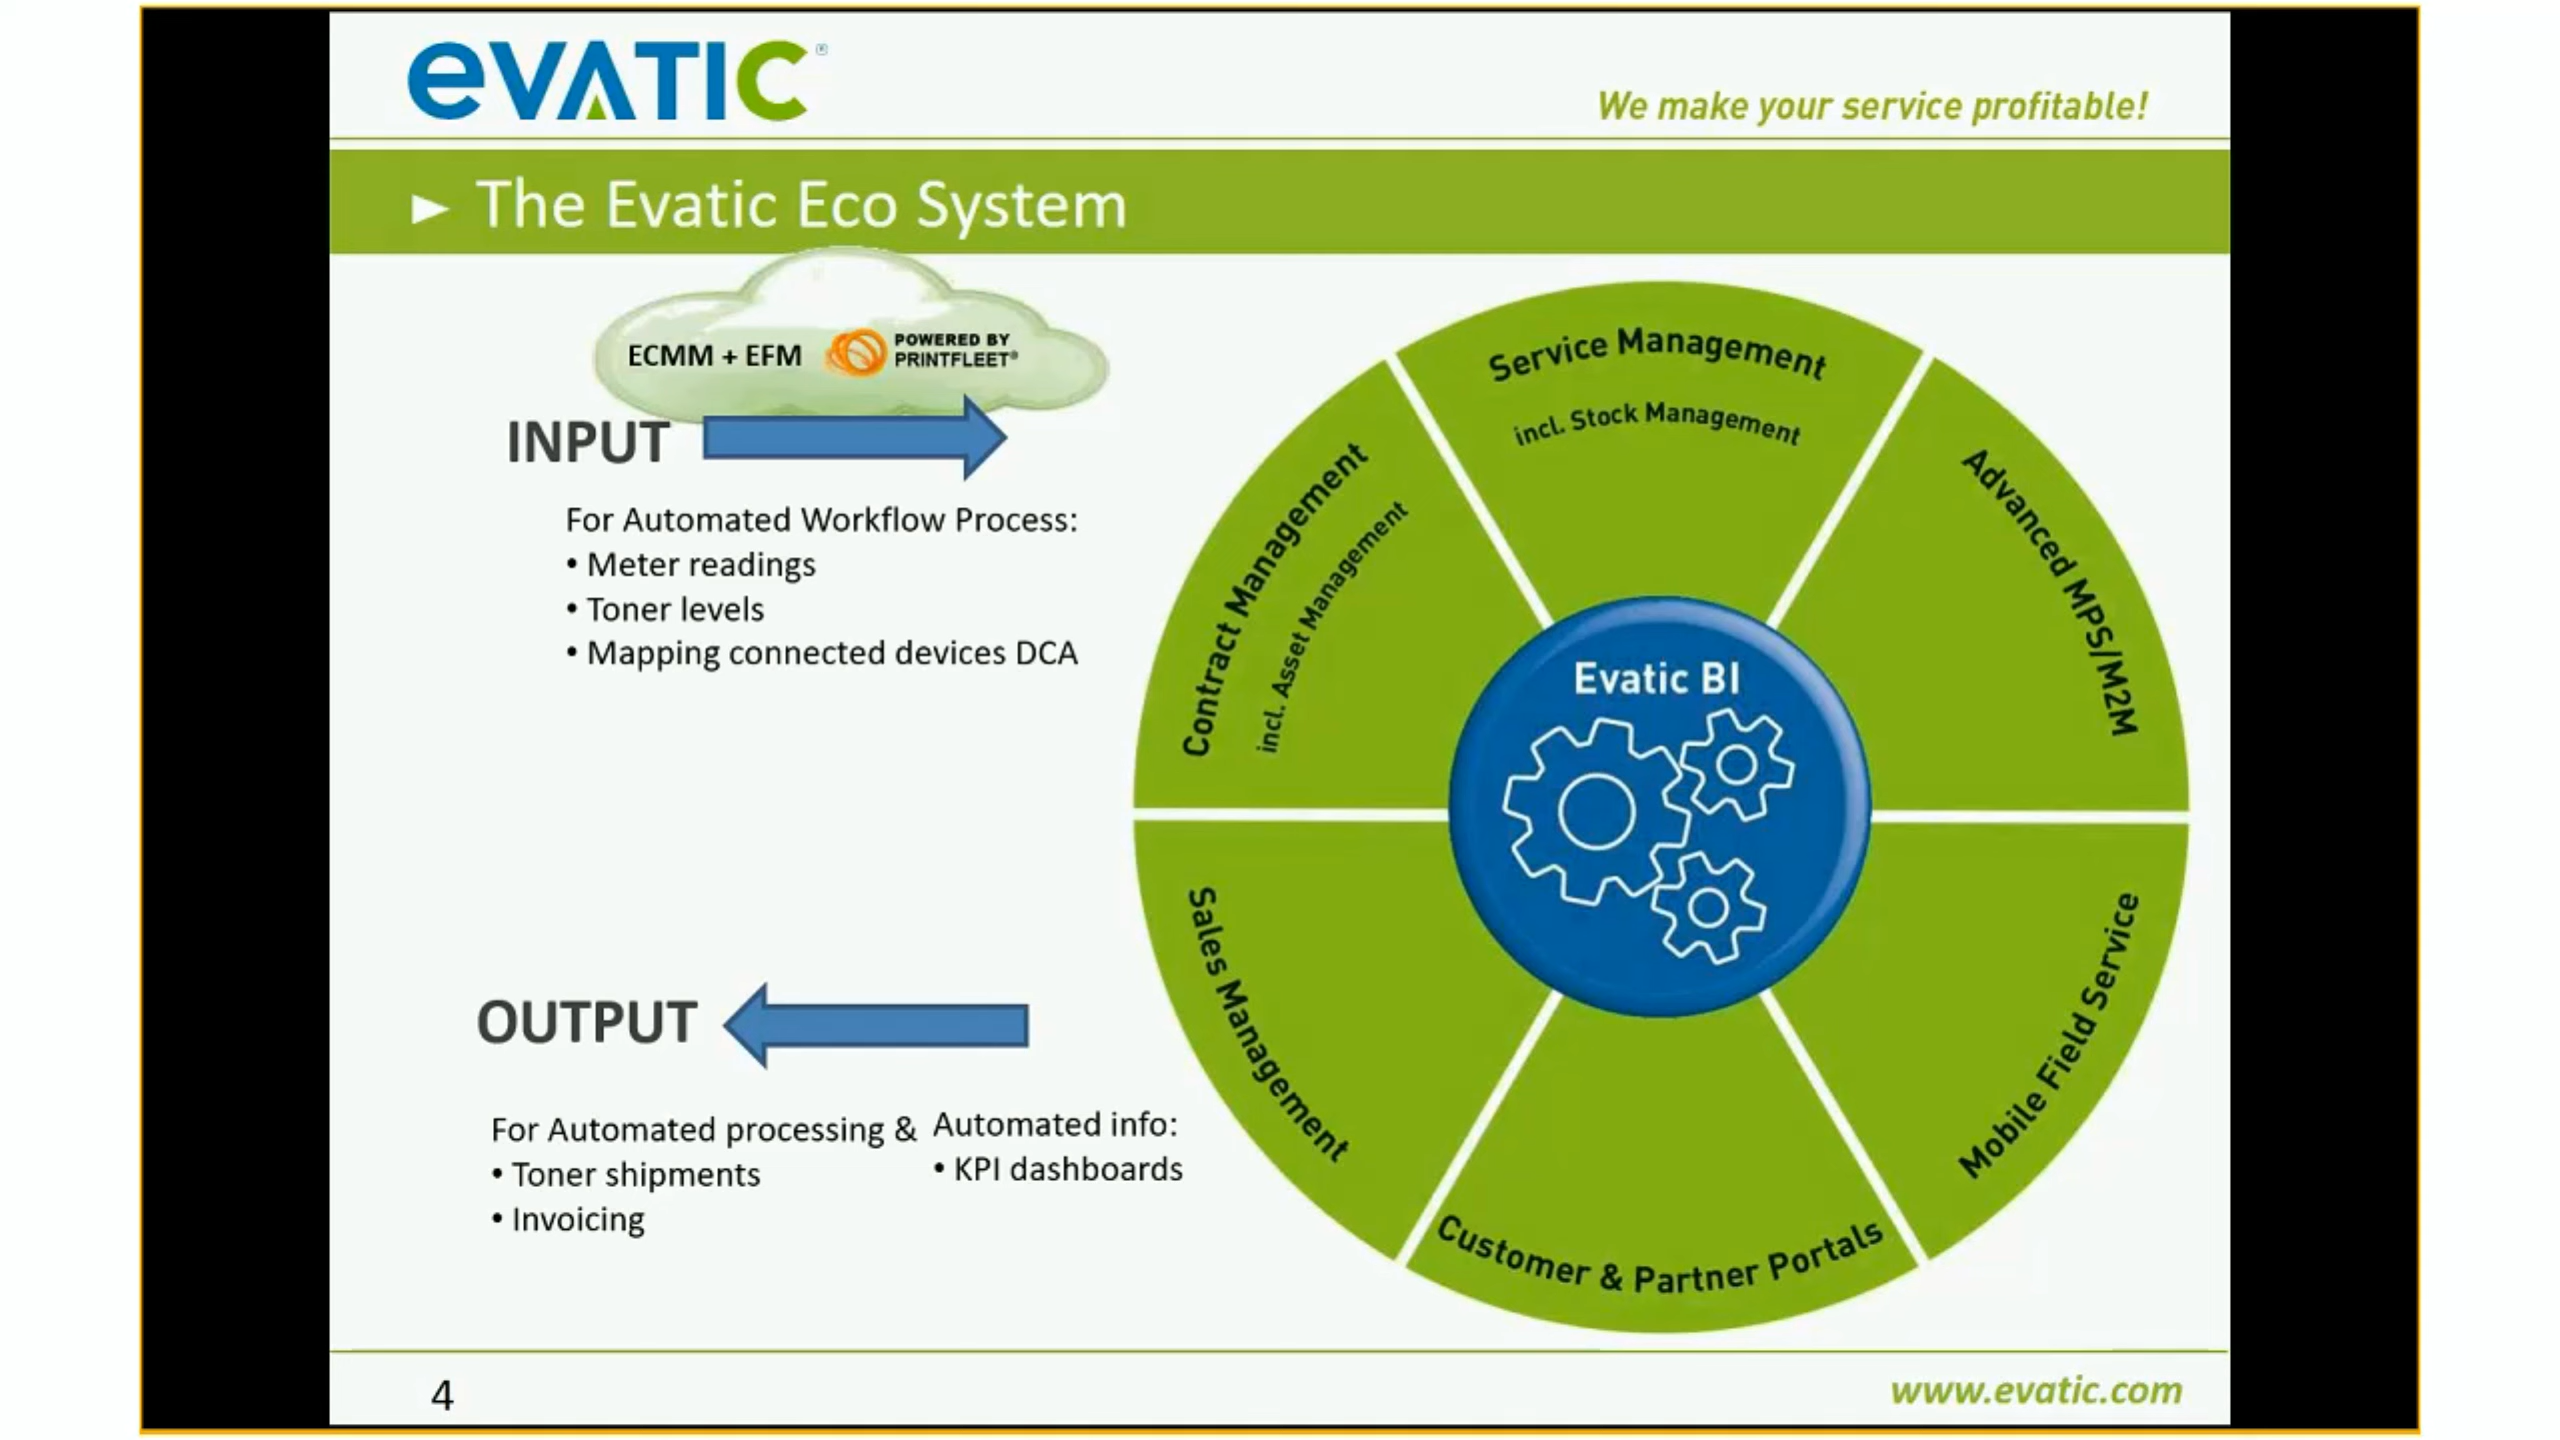 eVATIC®
We make your service profitable!
► The Evatic Eco System
ECMM + EFM
POWERED BY
PRINTFLEET®
INPUT
For Automated Workflow Process:
• Meter readings
• Toner levels
• Mapping connected devices DCA
OUTPUT
For Automated processing &
• Toner shipments
• Invoicing
Automated info:
• KPI dashboards
Service Management
incl. Stock Management
Advanced MPS/M2M
Mobile Field Service
Customer & Partner Portals
Sales Management
Contract Management
incl. Asset Management
Evatic BI
4
www.evatic.com